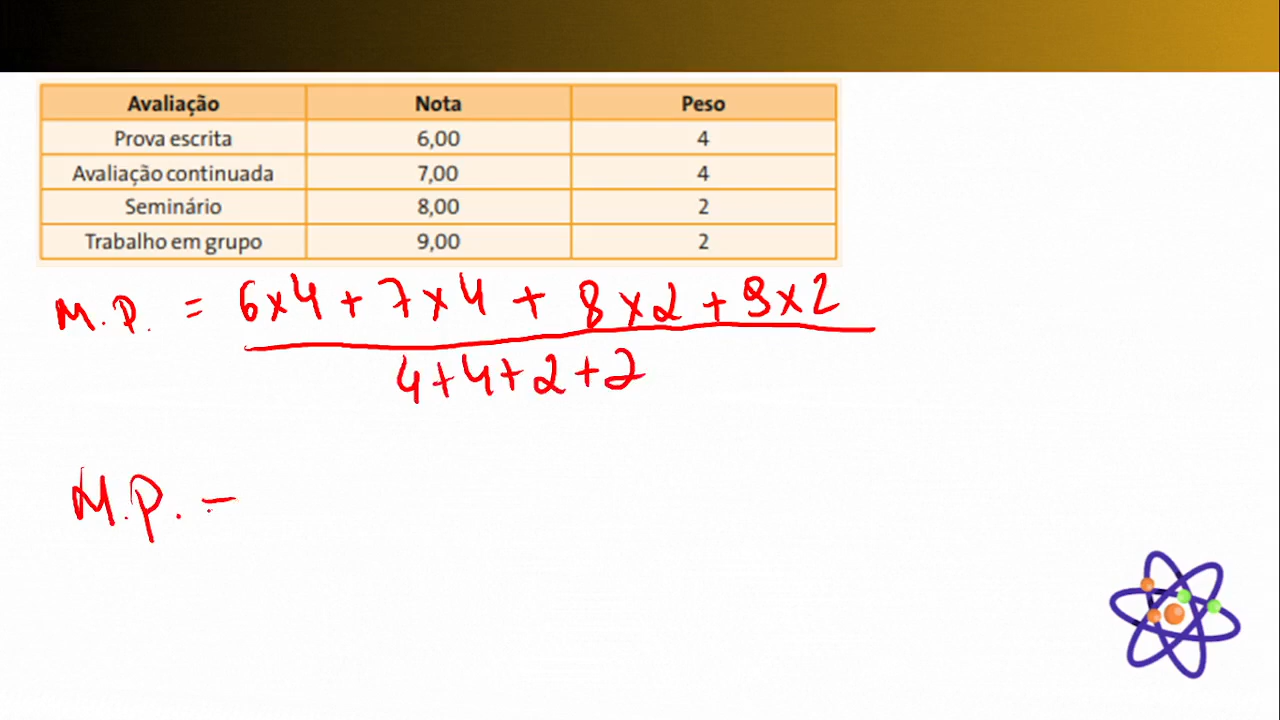 Avaliação Nota Peso
Prova escrita 6,00 4
Avaliação continuada 7,00 4
Seminário 8,00 2
Trabalho em grupo 9,00 2
M.P. = 6x4 + 7x4 + 8x2 + 9x2
4+4+2+2
M.P. =